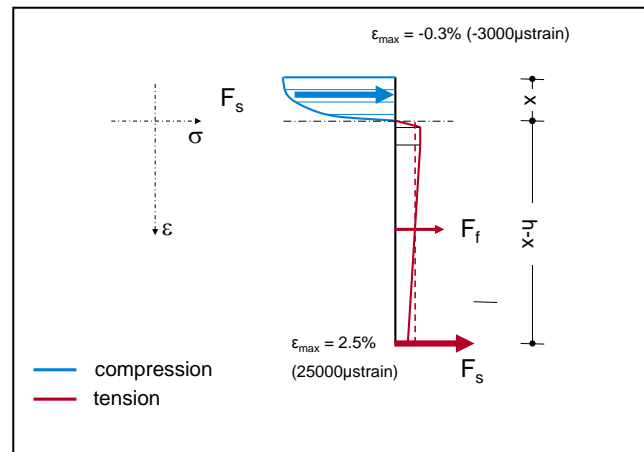 εmax = -0.3% (-3000μstrain)
Fs
x
σ
ε
Ff
h-x
εmax = 2.5%
(25000μstrain)
Fs
compression
tension